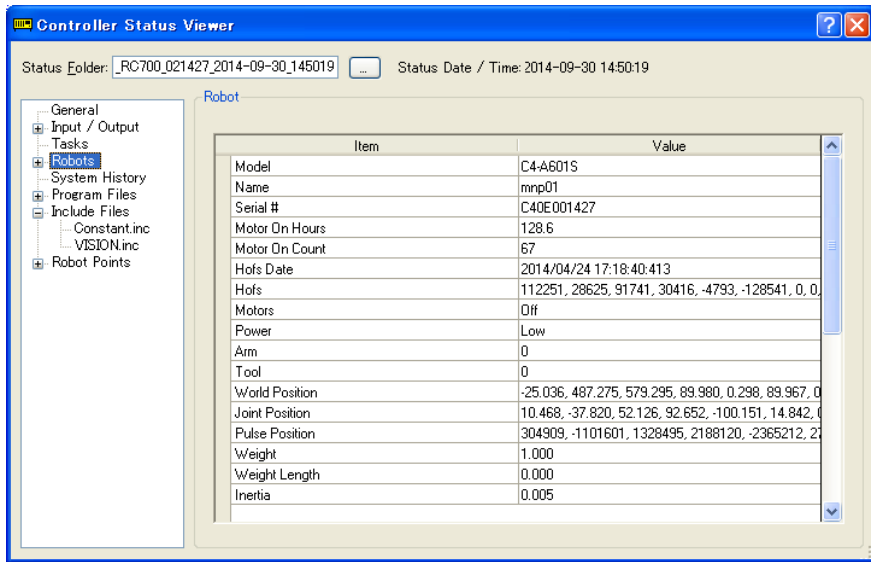 Controller Status Viewer
Status Folder: _RC700_021427_2014-09-30_145019 ... Status Date / Time: 2014-09-30 14:50:19
General
Input / Output
Tasks
Robots
System History
Program Files
Include Files
Constant.inc
VISION.inc
Robot Points
Robot
Item Value
Model C4-A601S
Name mnp01
Serial # C40E001427
Motor On Hours 128.6
Motor On Count 67
Hofs Date 2014/04/24 17:18:40:413
Hofs 112251, 28625, 91741, 30416, -4793, -128541, 0, 0,
Motors Off
Power Low
Arm 0
Tool 0
World Position -25.036, 487.275, 579.295, 89.980, 0.298, 89.967, 0
Joint Position 10.468, -37.820, 52.126, 92.652, -100.151, 14.842,
Pulse Position 304909, -1101601, 1328495, 2188120, -2365212,
Weight 1.000
Weight Length 0.000
Inertia 0.005